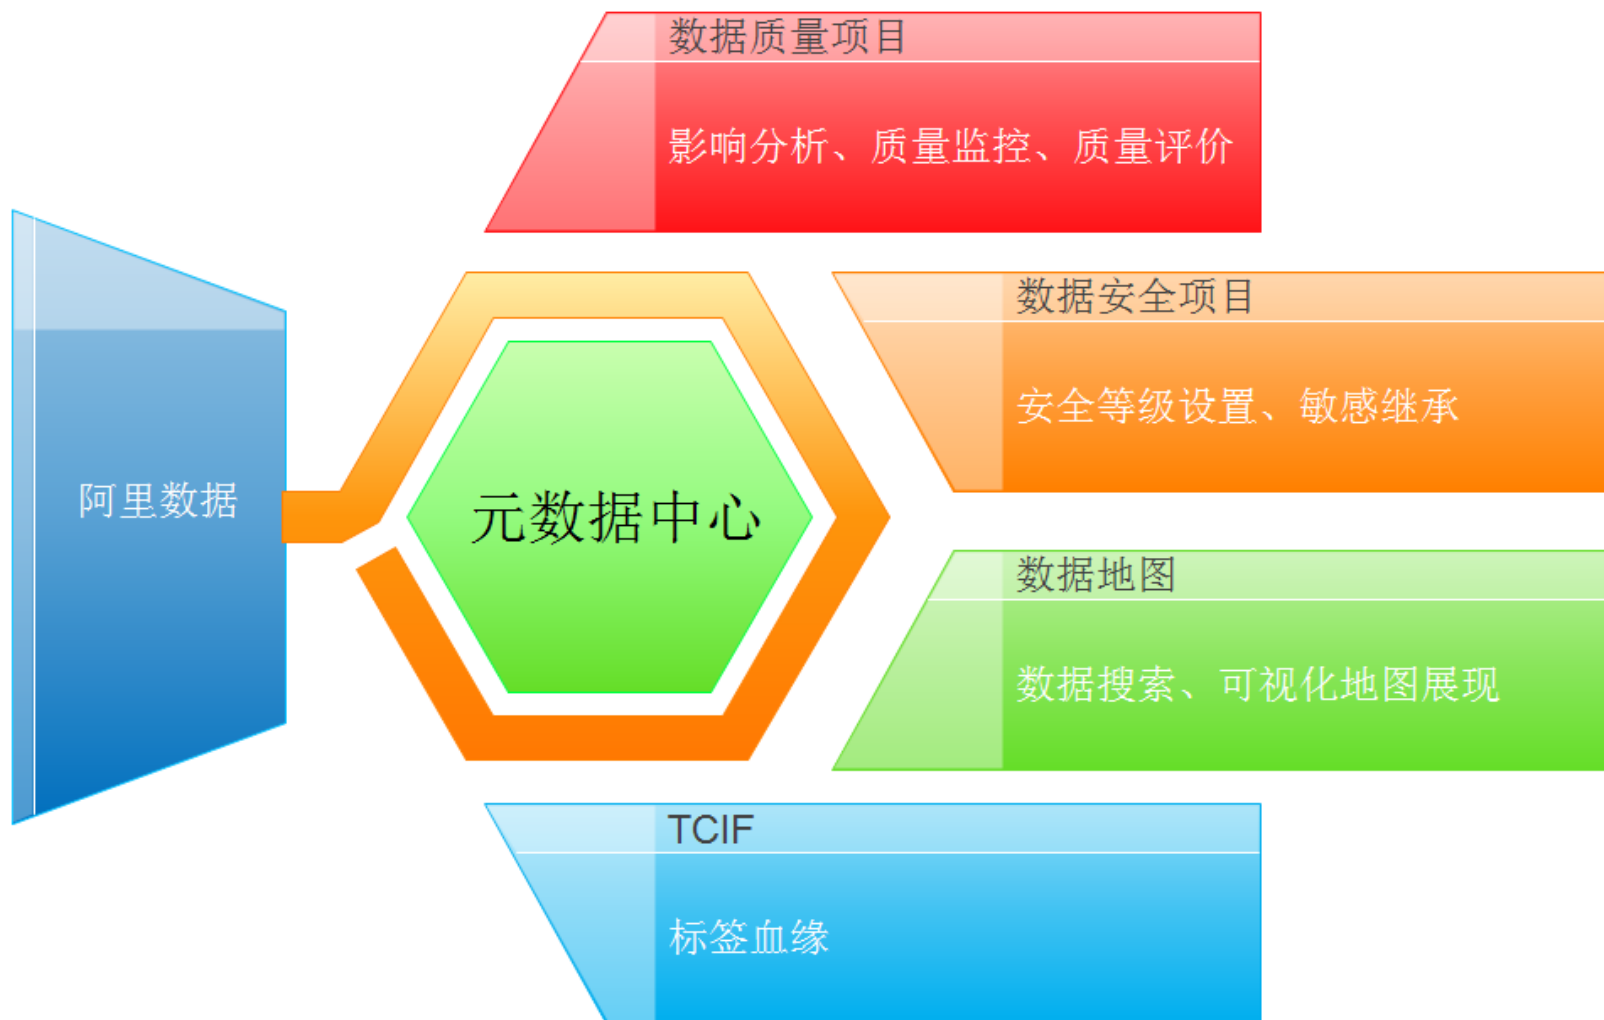 数据质量项目
影响分析、质量监控、质量评价
数据安全项目
安全等级设置、敏感继承
阿里数据
元数据中心
数据地图
数据搜索、可视化地图展现
TCIF
标签血缘